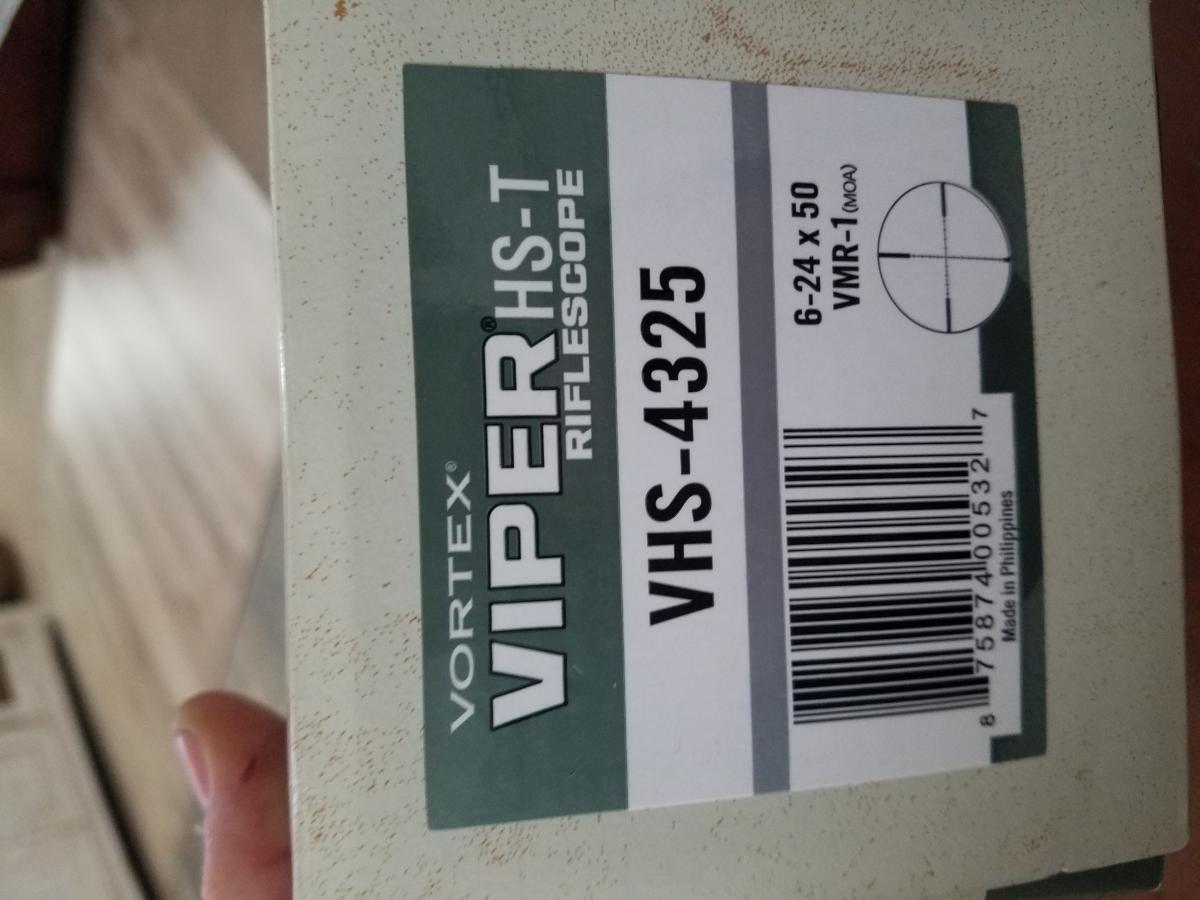 VORTEX®
VIPER® HS-T
RIFLESCOPE
VHS-4325
6-24 x 50
VMR-1 (MOA)
8 75874 00532 7
Made in Philippines